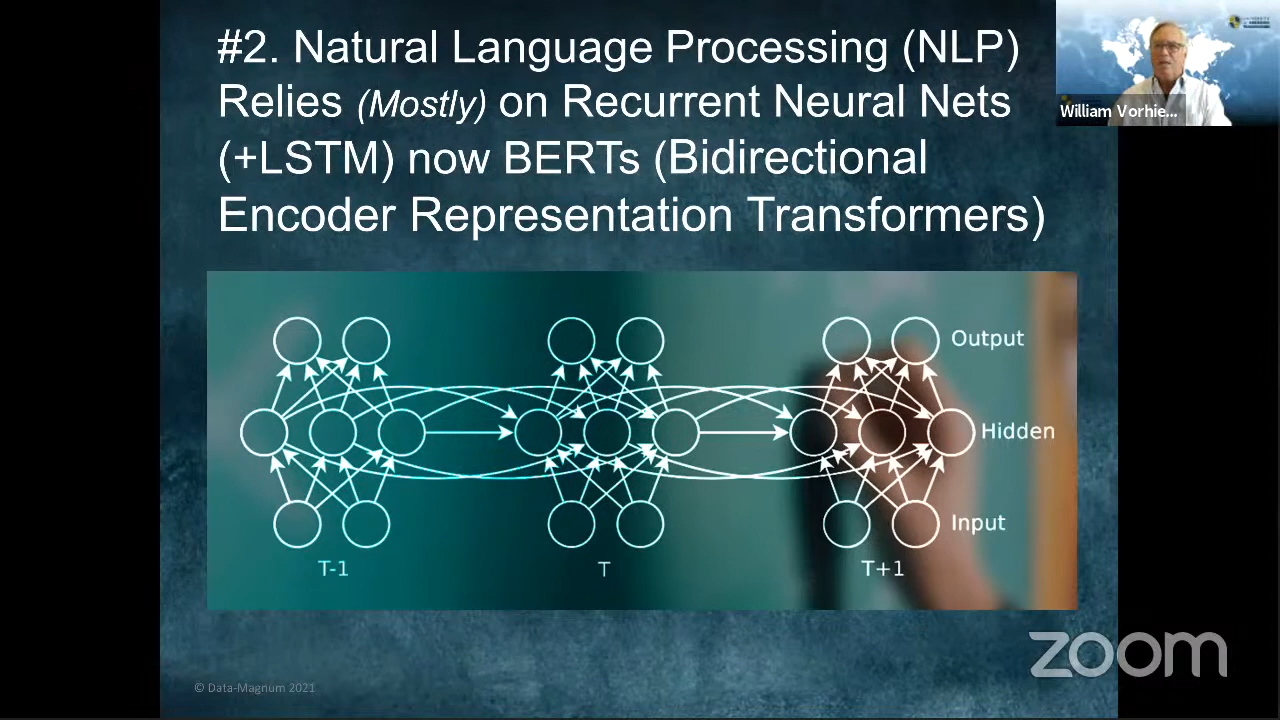 #2. Natural Language Processing (NLP)
Relies (Mostly) on Recurrent Neural Nets
(+LSTM) now BERTs (Bidirectional
Encoder Representation Transformers)
William Vorhie...
Output
Hidden
Input
T-1
T
T+1
zoom
© Data-Magnum 2021